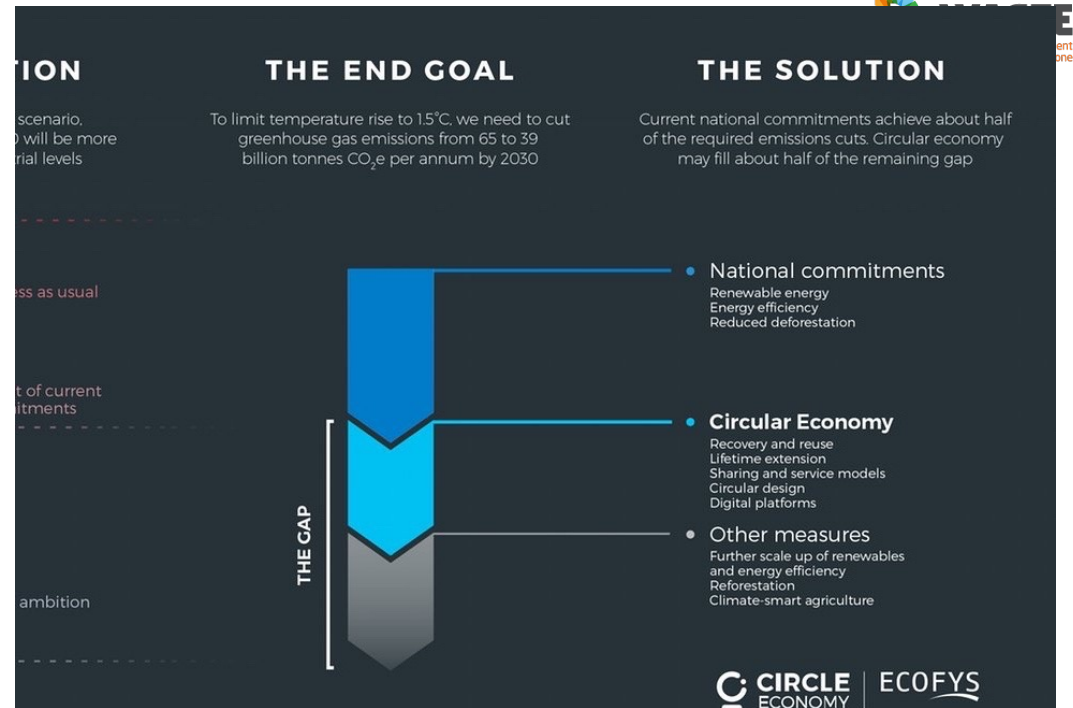 TION
scenario,
will be more
rial levels
ess as usual
t of current
itments
ambition
THE END GOAL
To limit temperature rise to 1.5°C, we need to cut
greenhouse gas emissions from 65 to 39
billion tonnes CO₂e per annum by 2030
THE GAP
THE SOLUTION
Current national commitments achieve about half
of the required emissions cuts. Circular economy
may fill about half of the remaining gap
National commitments
Renewable energy
Energy efficiency
Reduced deforestation
Circular Economy
Recovery and reuse
Lifetime extension
Sharing and service models
Circular design
Digital platforms
Other measures
Further scale up of renewables
and energy efficiency
Reforestation
Climate-smart agriculture
CIRCLE
ECONOMY
ECOFYS
ent
one